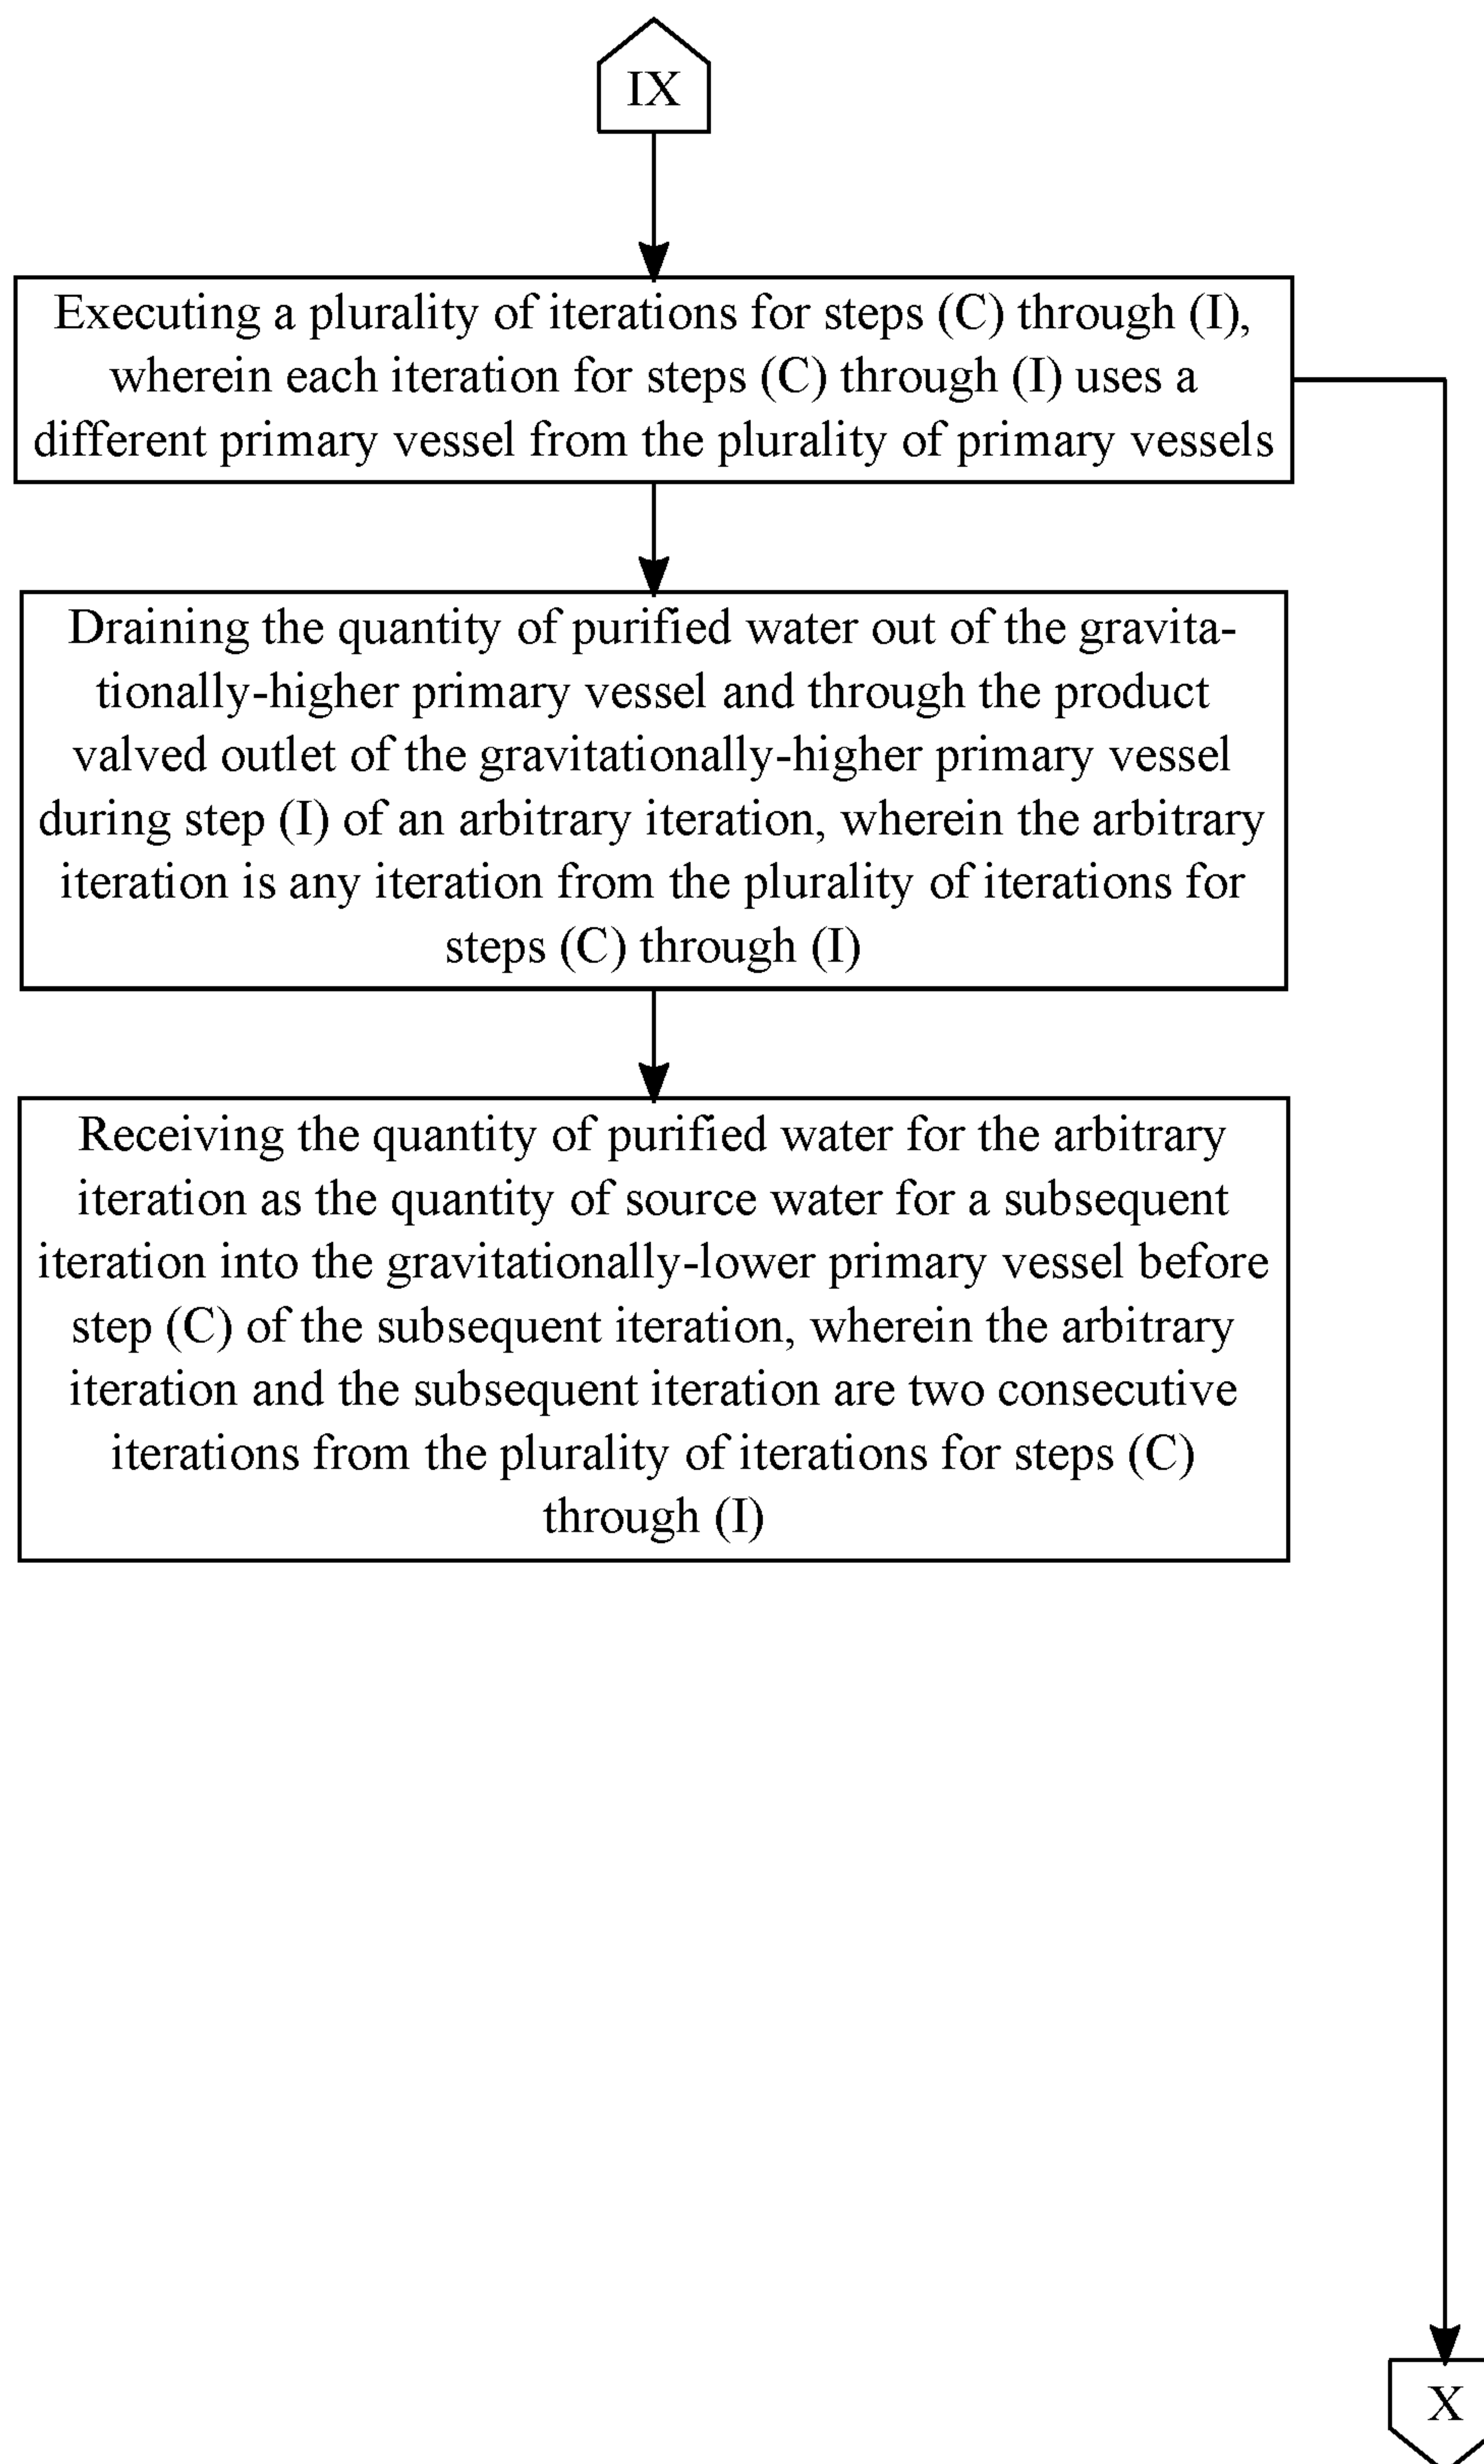 IX
Executing a plurality of iterations for steps (C) through (I),
wherein each iteration for steps (C) through (I) uses a
different primary vessel from the plurality of primary vessels
Draining the quantity of purified water out of the gravita-
tionally-higher primary vessel and through the product
valved outlet of the gravitationally-higher primary vessel
during step (I) of an arbitrary iteration, wherein the arbitrary
iteration is any iteration from the plurality of iterations for
steps (C) through (I)
Receiving the quantity of purified water for the arbitrary
iteration as the quantity of source water for a subsequent
iteration into the gravitationally-lower primary vessel before
step (C) of the subsequent iteration, wherein the arbitrary
iteration and the subsequent iteration are two consecutive
iterations from the plurality of iterations for steps (C)
through (I)
X